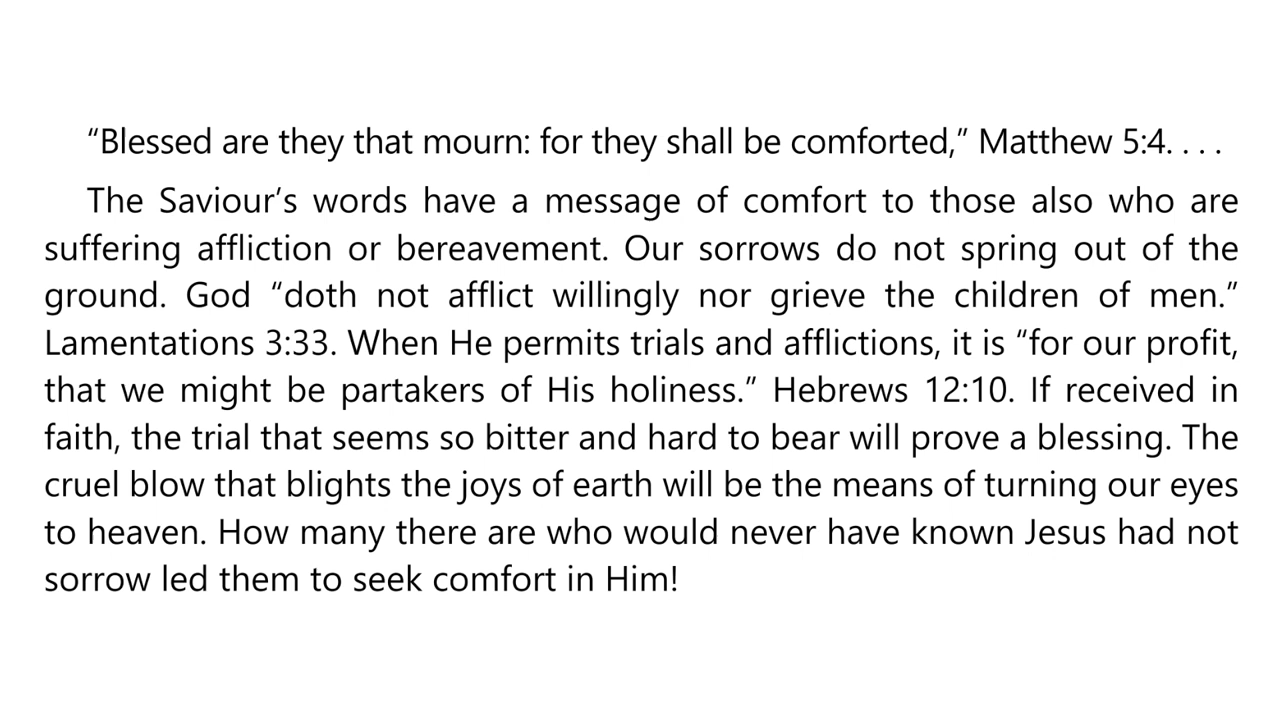 “Blessed are they that mourn: for they shall be comforted,” Matthew 5:4. . . .
The Saviour’s words have a message of comfort to those also who are
suffering affliction or bereavement. Our sorrows do not spring out of the
ground. God “doth not afflict willingly nor grieve the children of men.”
Lamentations 3:33. When He permits trials and afflictions, it is “for our profit,
that we might be partakers of His holiness.” Hebrews 12:10. If received in
faith, the trial that seems so bitter and hard to bear will prove a blessing. The
cruel blow that blights the joys of earth will be the means of turning our eyes
to heaven. How many there are who would never have known Jesus had not
sorrow led them to seek comfort in Him!